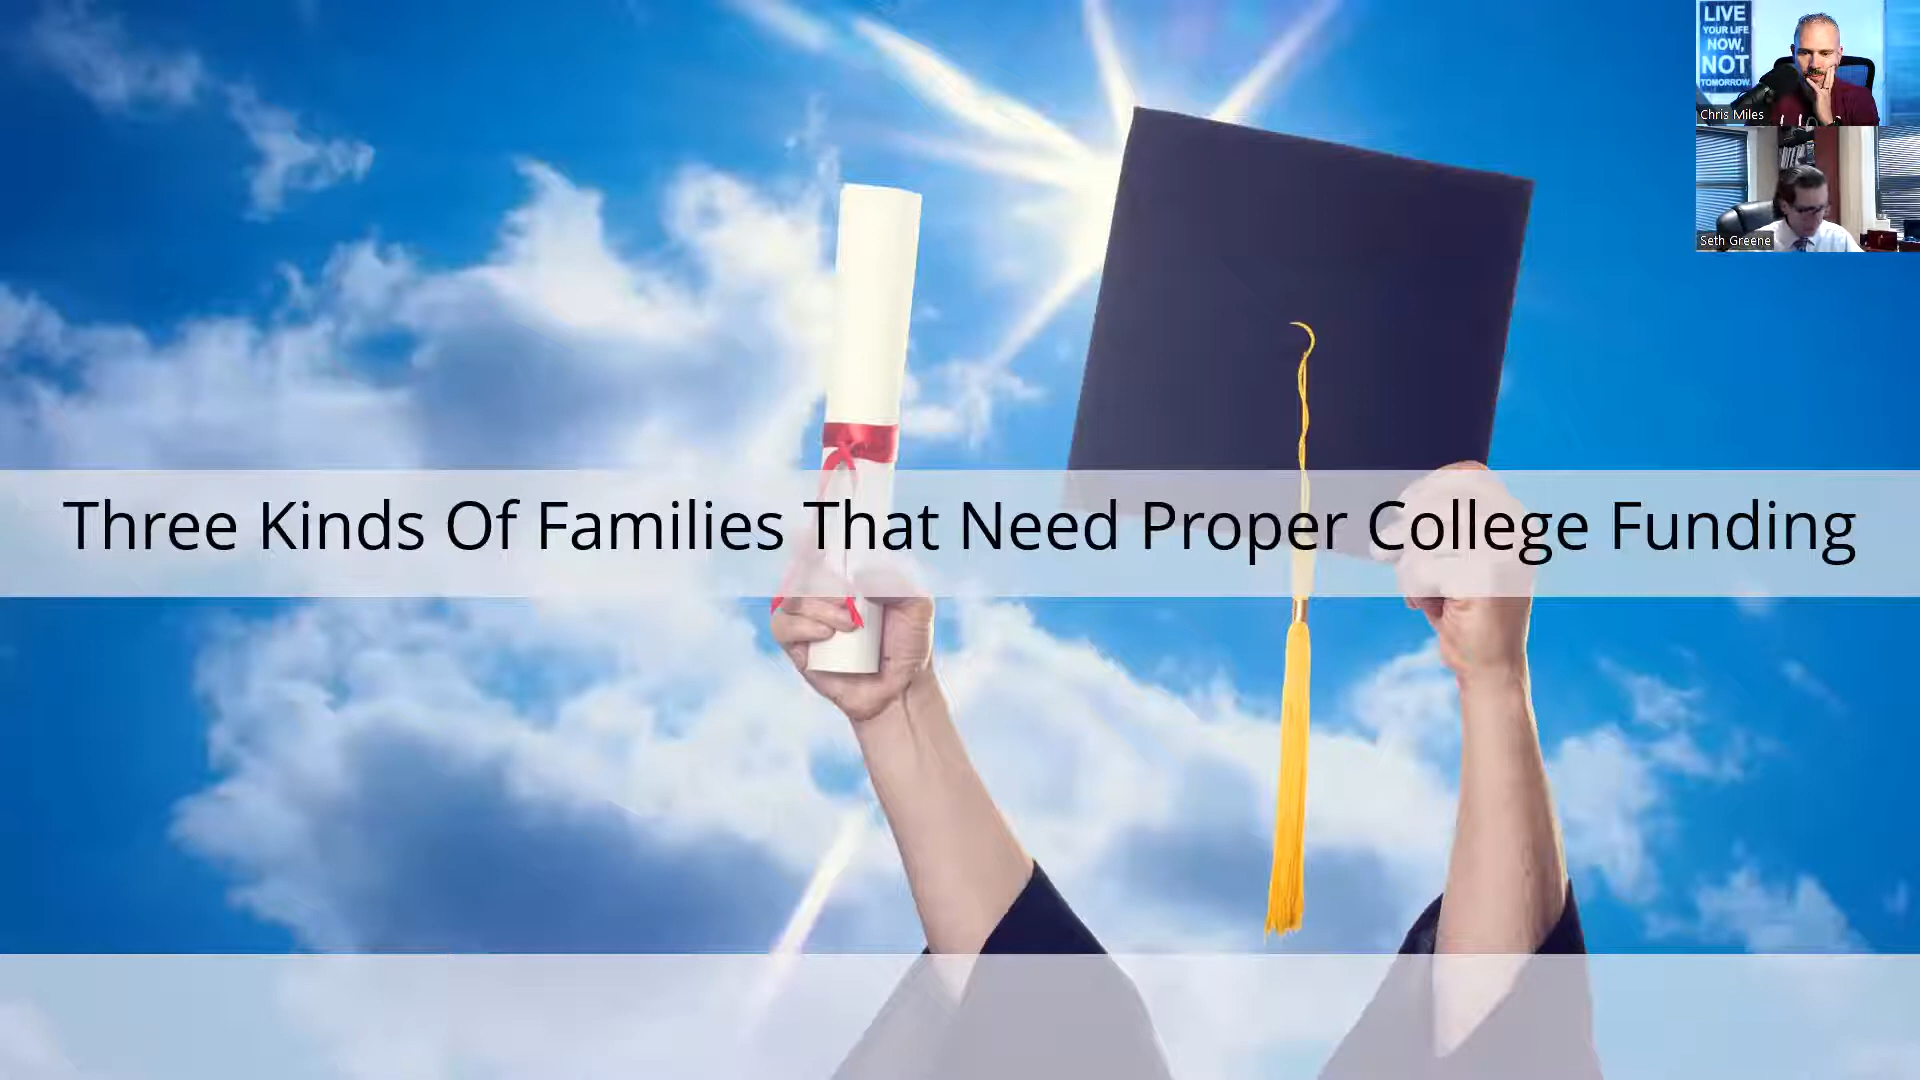 LIVE
YOUR LIFE
NOW,
NOT
TOMORROW
Chris Miles
Seth Greene
Three Kinds Of Families That Need Proper College Funding